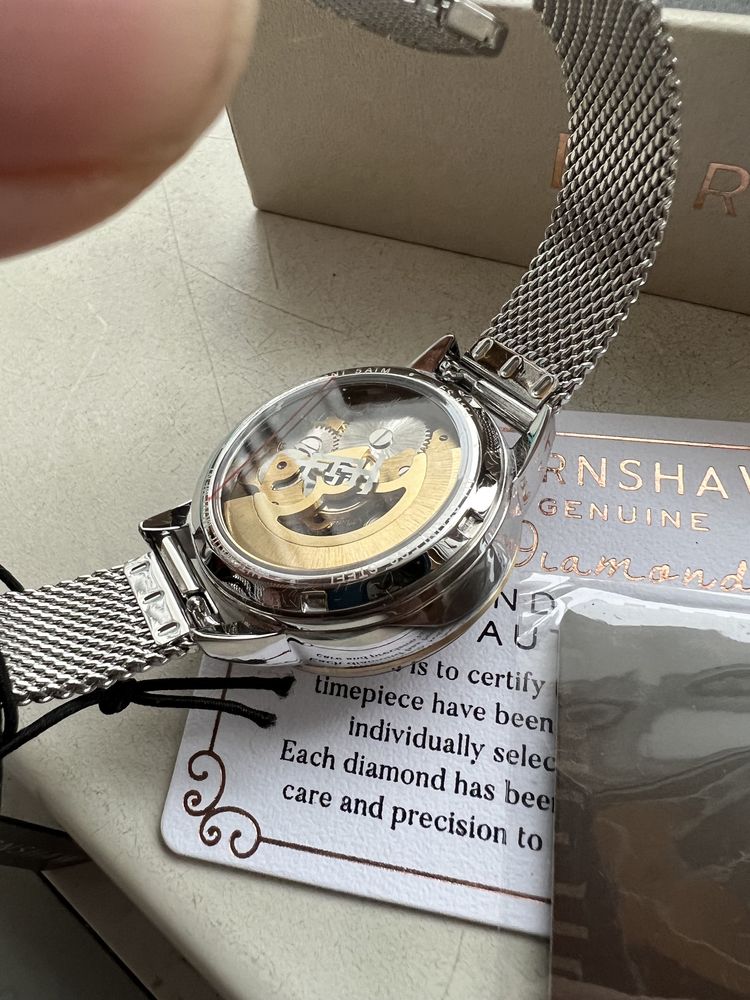 R
RNSHAW
GENUINE
Diamond
ND
AU
is to certify
timepiece have been
individually selec
Each diamond has bee
care and precision to